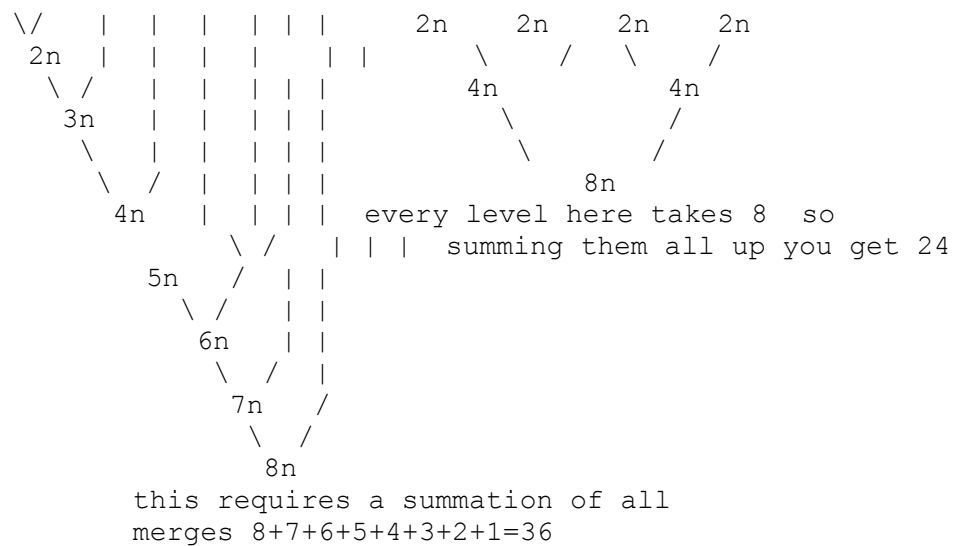 \/ | | | | | | 2n 2n 2n 2n
2n | | | | | | \ / \ /
\ / | | | | | 4n 4n
3n | | | | | \ /
\ | | | | | \ /
\ / | | | | 8n
4n | | | | every level here takes 8 so
\ / | | | summing them all up you get 24
5n / | |
\ / | |
6n | |
\ / |
7n /
\ /
8n
this requires a summation of all
merges 8+7+6+5+4+3+2+1=36